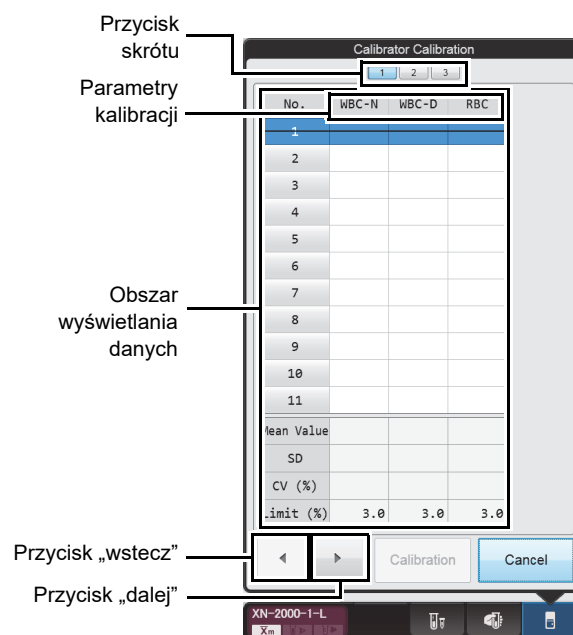 Przycisk
skrótu
Calibrator Calibration
1 2 3
Parametry
kalibracji
No. WBC-N WBC-D RBC
1
2
3
4
5
6
7
8
9
10
11
Obszar
wyświetlania
danych
Mean Value
SD
CV (%)
Limit (%) 3.0 3.0 3.0
Przycisk „wstecz”
Calibration Cancel
Przycisk „dalej”
XN-2000-1-L
Xm